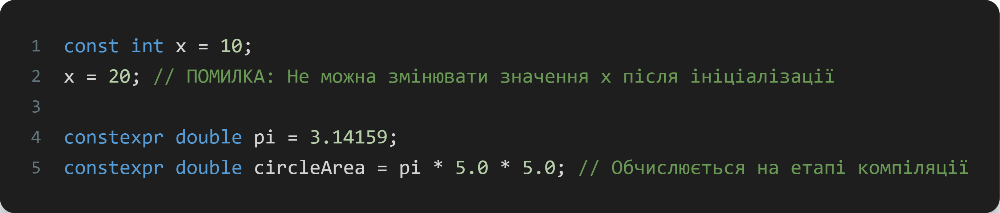 1 const int x = 10;
2 x = 20; // ПОМИЛКА: Не можна змінювати значення x після ініціалізації
3
4 constexpr double pi = 3.14159;
5 constexpr double circleArea = pi * 5.0 * 5.0; // Обчислюється на етапі компіляції